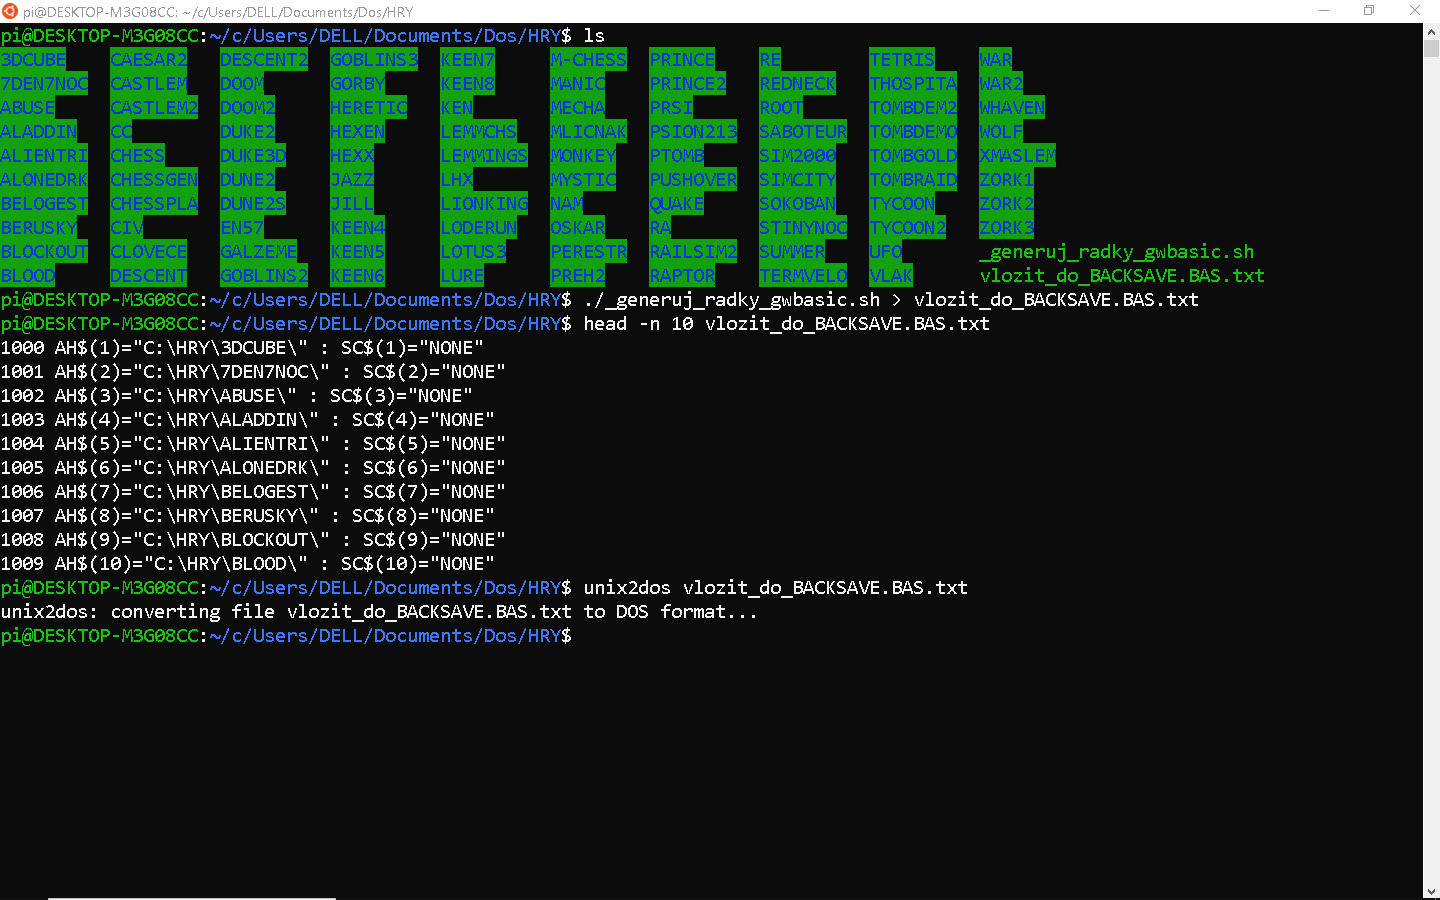 pi@DESKTOP-M3G08CC: ~/c/Users/DELL/Documents/Dos/HRY
pi@DESKTOP-M3G08CC:~/c/Users/DELL/Documents/Dos/HRY$ ls
3DCUBE CAESAR2 DESCENT2 GOBLINS3 KEEN7 M-CHESS PRINCE RE TETRIS WAR
7DEN7NOC CASTLEM DOOM GORBY KEEN8 MANIC PRINCE2 REDNECK THOSPITA WAR2
ABUSE CASTLEM2 DOOM2 HERETIC KEN MECHA PRSI ROOT TOMBDEM2 WHAVEN
ALADDIN CC DUKE2 HEXEN LEMMCHS MLICNAK PSION213 SABOTEUR TOMBDEMO WOLF
ALIENTRI CHESS DUKE3D HEXX LEMMINGS MONKEY PTOMB SIM2000 TOMBGOLD XMASLEM
ALONEDRK CHESSGEN DUNE2 JAZZ LHX MYSTIC PUSHOVER SIMCITY TOMBRAID ZORK1
BELOGEST CHESSPLA DUNE2S JILL LIONKING NAM QUAKE SOKOBAN TYCOON ZORK2
BERUSKY CIV EN57 KEEN4 LODERUN OSKAR RA STINYNOC TYCOON2 ZORK3
BLOCKOUT CLOVECE GALZEME KEEN5 LOTUS3 PERESTR RAILSIM2 SUMMER UFO _generuj_radky_gwbasic.sh
BLOOD DESCENT GOBLINS2 KEEN6 LURE PREH2 RAPTOR TERMVELO VLAK vlozit_do_BACKSAVE.BAS.txt
pi@DESKTOP-M3G08CC:~/c/Users/DELL/Documents/Dos/HRY$ ./_generuj_radky_gwbasic.sh > vlozit_do_BACKSAVE.BAS.txt
pi@DESKTOP-M3G08CC:~/c/Users/DELL/Documents/Dos/HRY$ head -n 10 vlozit_do_BACKSAVE.BAS.txt
1000 AH$(1)="C:\HRY\3DCUBE\" : SC$(1)="NONE"
1001 AH$(2)="C:\HRY\7DEN7NOC\" : SC$(2)="NONE"
1002 AH$(3)="C:\HRY\ABUSE\" : SC$(3)="NONE"
1003 AH$(4)="C:\HRY\ALADDIN\" : SC$(4)="NONE"
1004 AH$(5)="C:\HRY\ALIENTRI\" : SC$(5)="NONE"
1005 AH$(6)="C:\HRY\ALONEDRK\" : SC$(6)="NONE"
1006 AH$(7)="C:\HRY\BELOGEST\" : SC$(7)="NONE"
1007 AH$(8)="C:\HRY\BERUSKY\" : SC$(8)="NONE"
1008 AH$(9)="C:\HRY\BLOCKOUT\" : SC$(9)="NONE"
1009 AH$(10)="C:\HRY\BLOOD\" : SC$(10)="NONE"
pi@DESKTOP-M3G08CC:~/c/Users/DELL/Documents/Dos/HRY$ unix2dos vlozit_do_BACKSAVE.BAS.txt
unix2dos: converting file vlozit_do_BACKSAVE.BAS.txt to DOS format...
pi@DESKTOP-M3G08CC:~/c/Users/DELL/Documents/Dos/HRY$